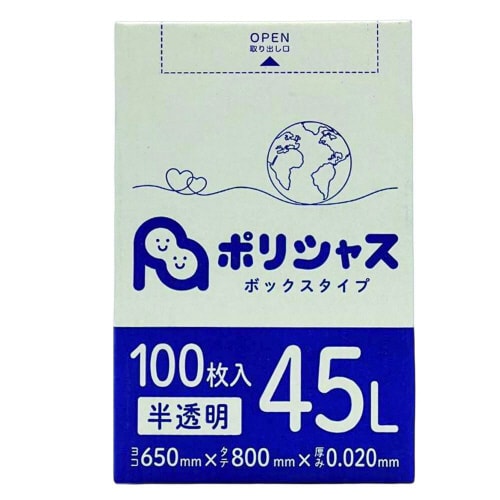 OPEN
取り出し口
ポリシャス
ボックスタイプ
100枚入
半透明
45L
ヨコ650mm×タテ800mm×厚み0.020mm